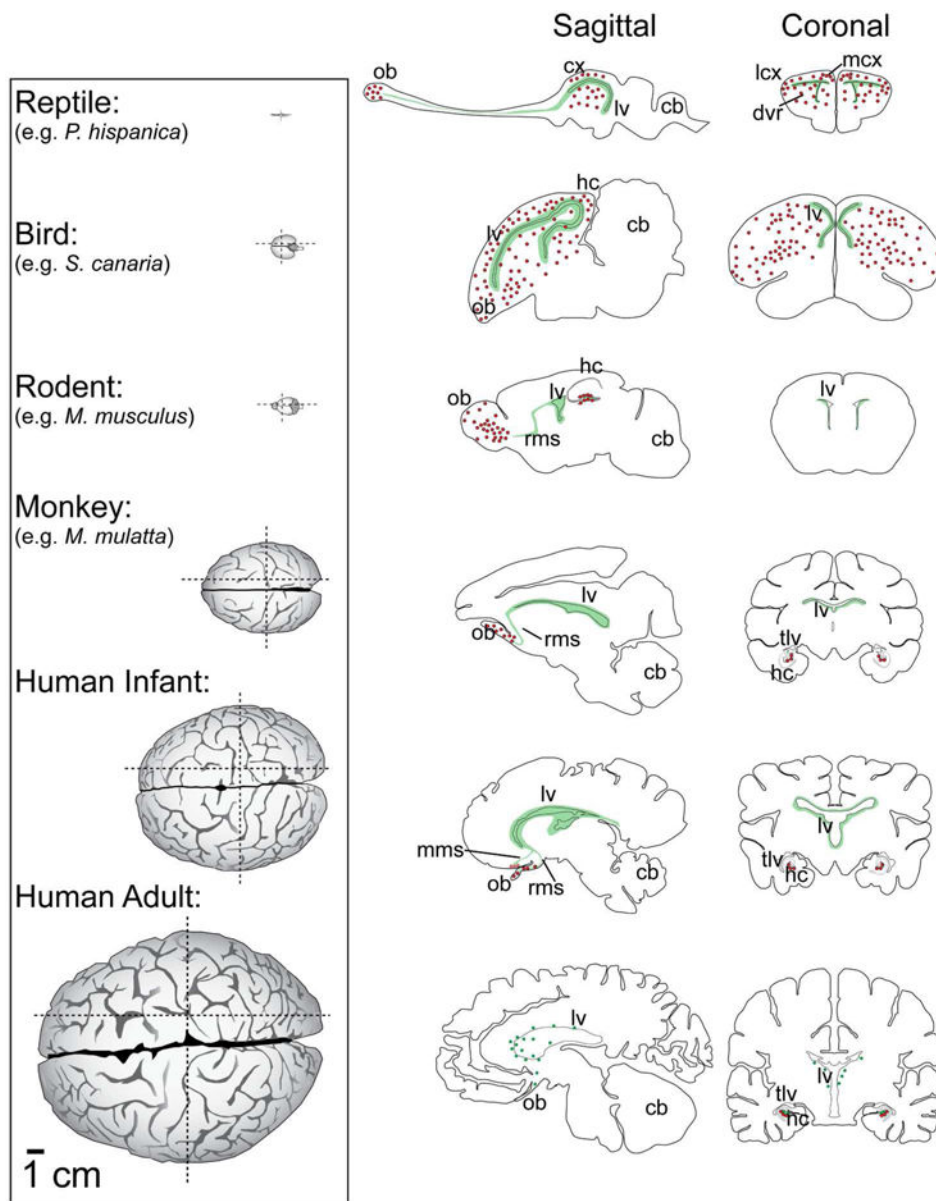 Sagittal
Coronal
Reptile:
(e.g. P. hispanica)
ob
cx
lv
cb
lcx
mcx
dvr
Bird:
(e.g. S. canaria)
hc
lv
cb
ob
lv
Rodent:
(e.g. M. musculus)
ob
hc
lv
rms
cb
lv
Monkey:
(e.g. M. mulatta)
lv
ob
rms
cb
lv
tlv
hc
Human Infant:
lv
mms
ob
rms
cb
lv
tlv
hc
Human Adult:
lv
ob
cb
lv
tlv
hc
1 cm